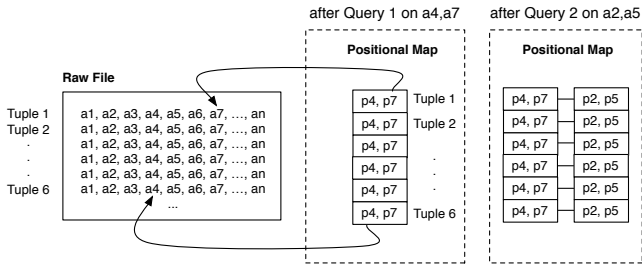 after Query 1 on a4,a7
after Query 2 on a2,a5
Positional Map
Positional Map
Raw File
Tuple 1
Tuple 2
.
.
.
Tuple 6
a1, a2, a3, a4, a5, a6, a7, ..., an
a1, a2, a3, a4, a5, a6, a7, ..., an
a1, a2, a3, a4, a5, a6, a7, ..., an
a1, a2, a3, a4, a5, a6, a7, ..., an
a1, a2, a3, a4, a5, a6, a7, ..., an
a1, a2, a3, a4, a5, a6, a7, ..., an
...
p4, p7
p4, p7
p4, p7
p4, p7
p4, p7
p4, p7
Tuple 1
Tuple 2
.
.
.
Tuple 6
p4, p7 p2, p5
p4, p7 p2, p5
p4, p7 p2, p5
p4, p7 p2, p5
p4, p7 p2, p5
p4, p7 p2, p5